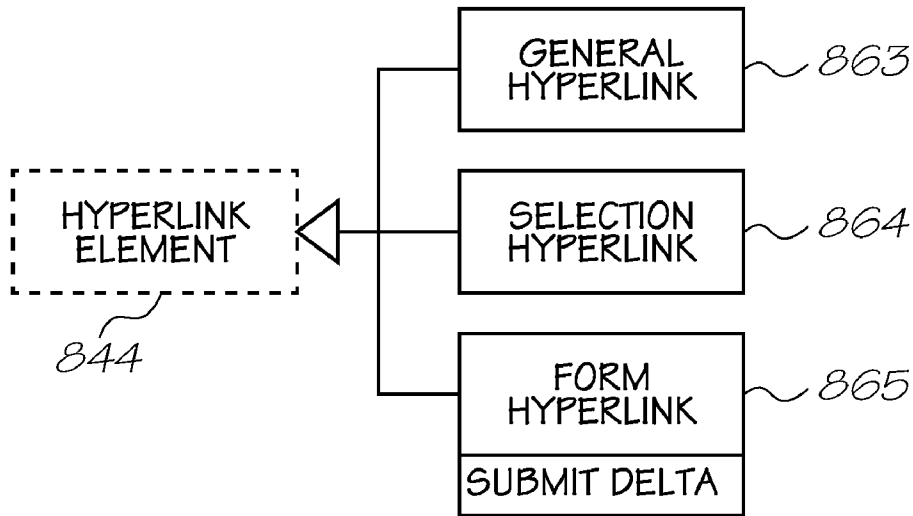 GENERAL
HYPERLINK
863
HYPERLINK
ELEMENT
844
SELECTION
HYPERLINK
864
FORM
HYPERLINK
865
SUBMIT DELTA